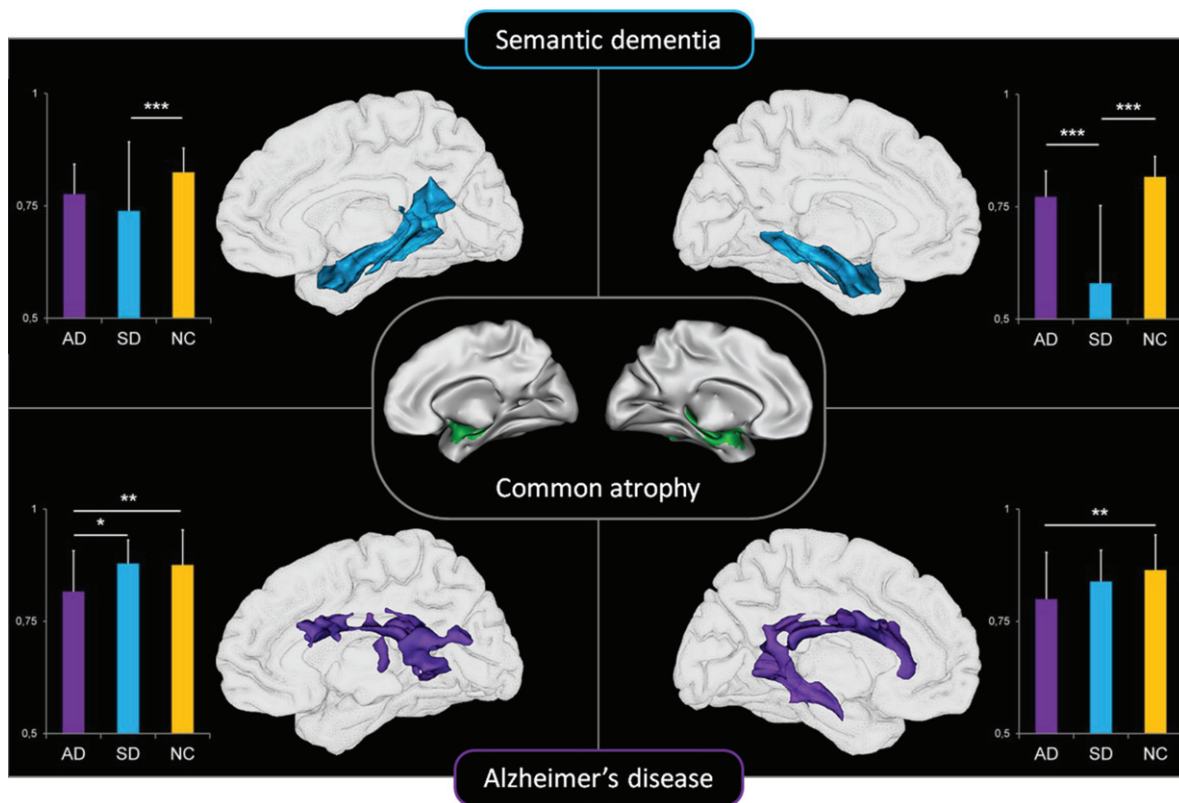 Semantic dementia
1
***
0,75
0,5
AD SD NC
1
***
***
0,75
0,5
AD SD NC
Common atrophy
1
**
*
0,75
0,5
AD SD NC
1
**
0,75
0,5
AD SD NC
Alzheimer's disease